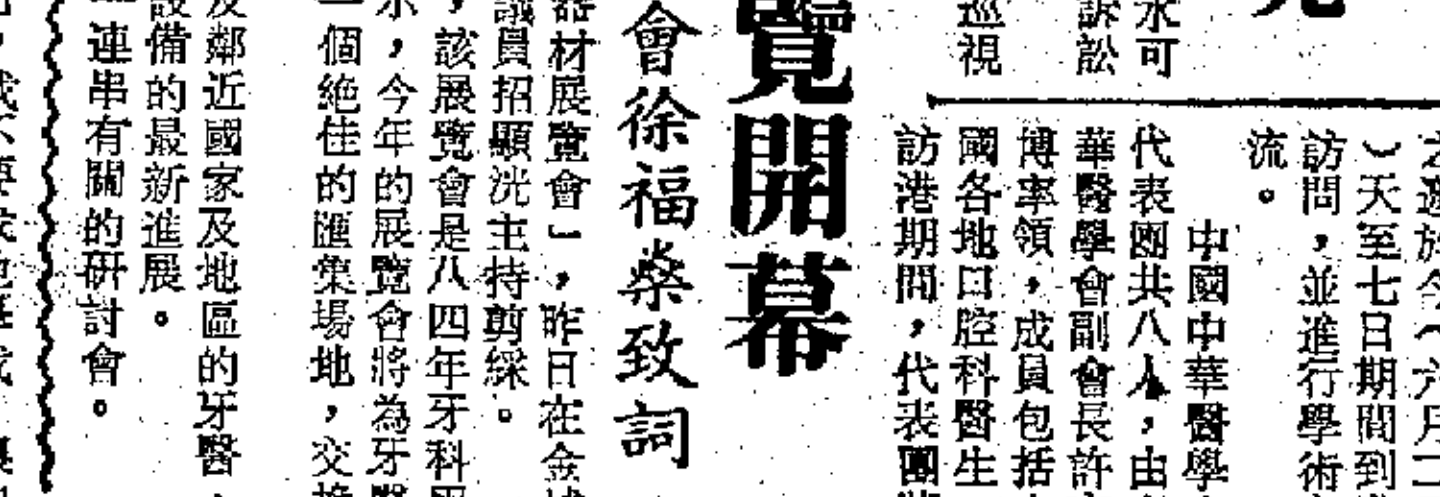 永可
訴訟
巡視
天至七日期間到
訪問，並進行學術
流。
中國中華醫學
代表團共八人，由
華醫學會副會長許
博率領，成員包括
國各地口腔科醫生
訪港期間，代表團
覽開幕
會徐福燊致詞
器材展覽會」，昨日在金
議員招顯洸主持剪綵。
，該展覽會是八四年牙科
示，今年的展覽會將為牙醫
一個絶佳的匯集場地，交
及鄰近國家及地區的牙醫
設備的最新進展。
連串有關的研討會。